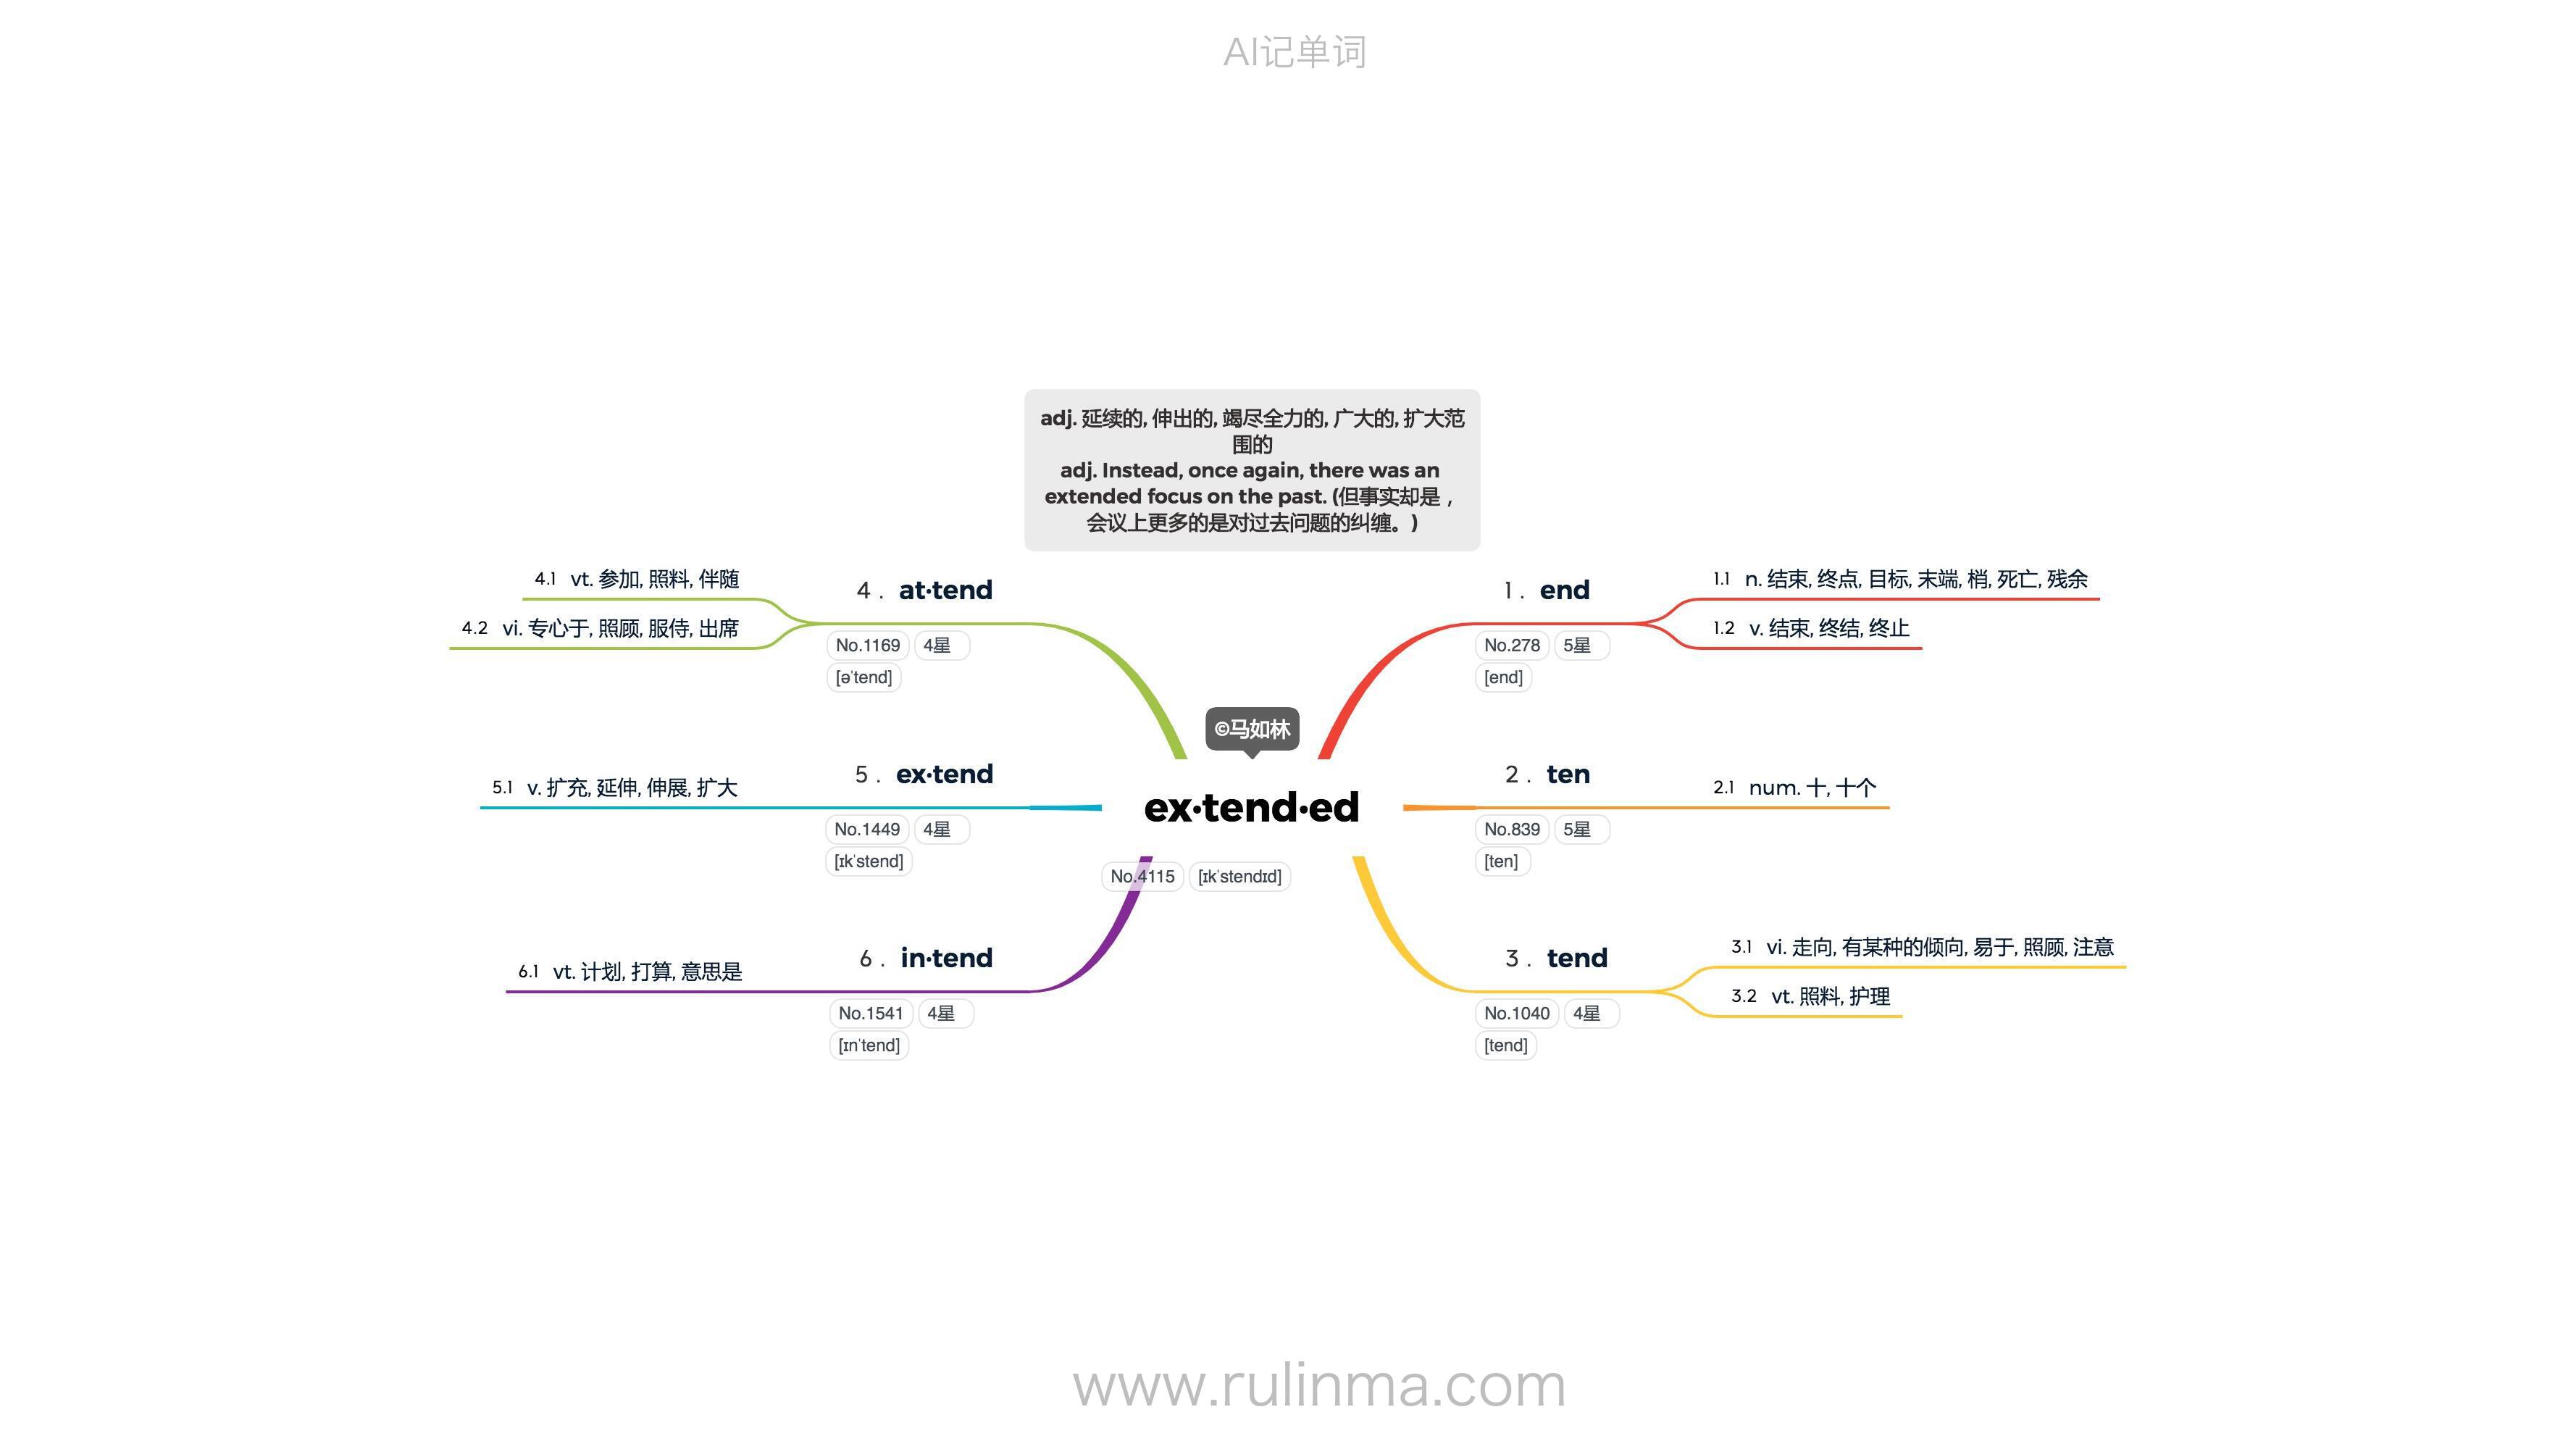 AI记单词
adj. 延续的, 伸出的, 竭尽全力的, 广大的, 扩大范
围的
adj. Instead, once again, there was an
extended focus on the past. (但事实却是，
会议上更多的是对过去问题的纠缠。)
©马如林
ex·tend·ed
No.4115 [ɪkˈstendɪd]
1. end
No.278 5星
[end]
1.1 n. 结束, 终点, 目标, 末端, 梢, 死亡, 残余
1.2 v. 结束, 终结, 终止
2. ten
No.839 5星
[ten]
2.1 num. 十, 十个
3. tend
No.1040 4星
[tend]
3.1 vi. 走向, 有某种的倾向, 易于, 照顾, 注意
3.2 vt. 照料, 护理
4. at·tend
No.1169 4星
[əˈtend]
4.1 vt. 参加, 照料, 伴随
4.2 vi. 专心于, 照顾, 服侍, 出席
5. ex·tend
No.1449 4星
[ɪkˈstend]
5.1 v. 扩充, 延伸, 伸展, 扩大
6. in·tend
No.1541 4星
[ɪnˈtend]
6.1 vt. 计划, 打算, 意思是
www.rulinma.com